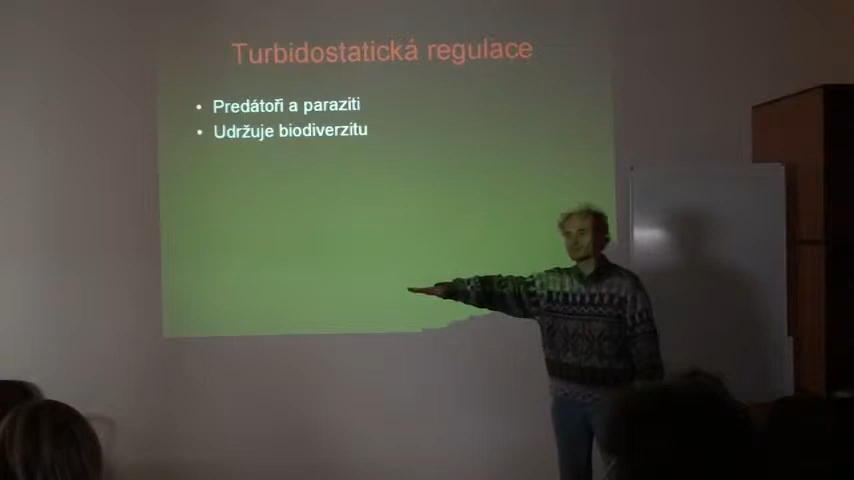 Turbidostatická regulace
• Predátoři a paraziti
• Udržuje biodiverzitu